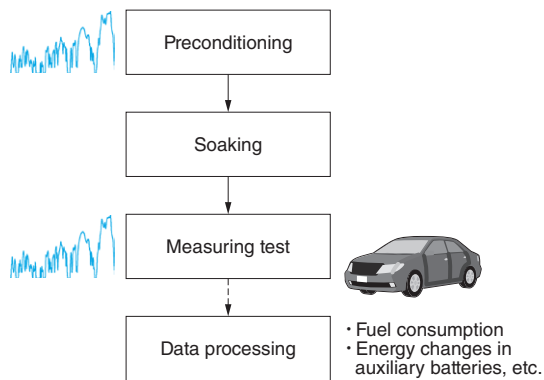 Preconditioning
Soaking
Measuring test
Data processing
・Fuel consumption
・Energy changes in
auxiliary batteries, etc.